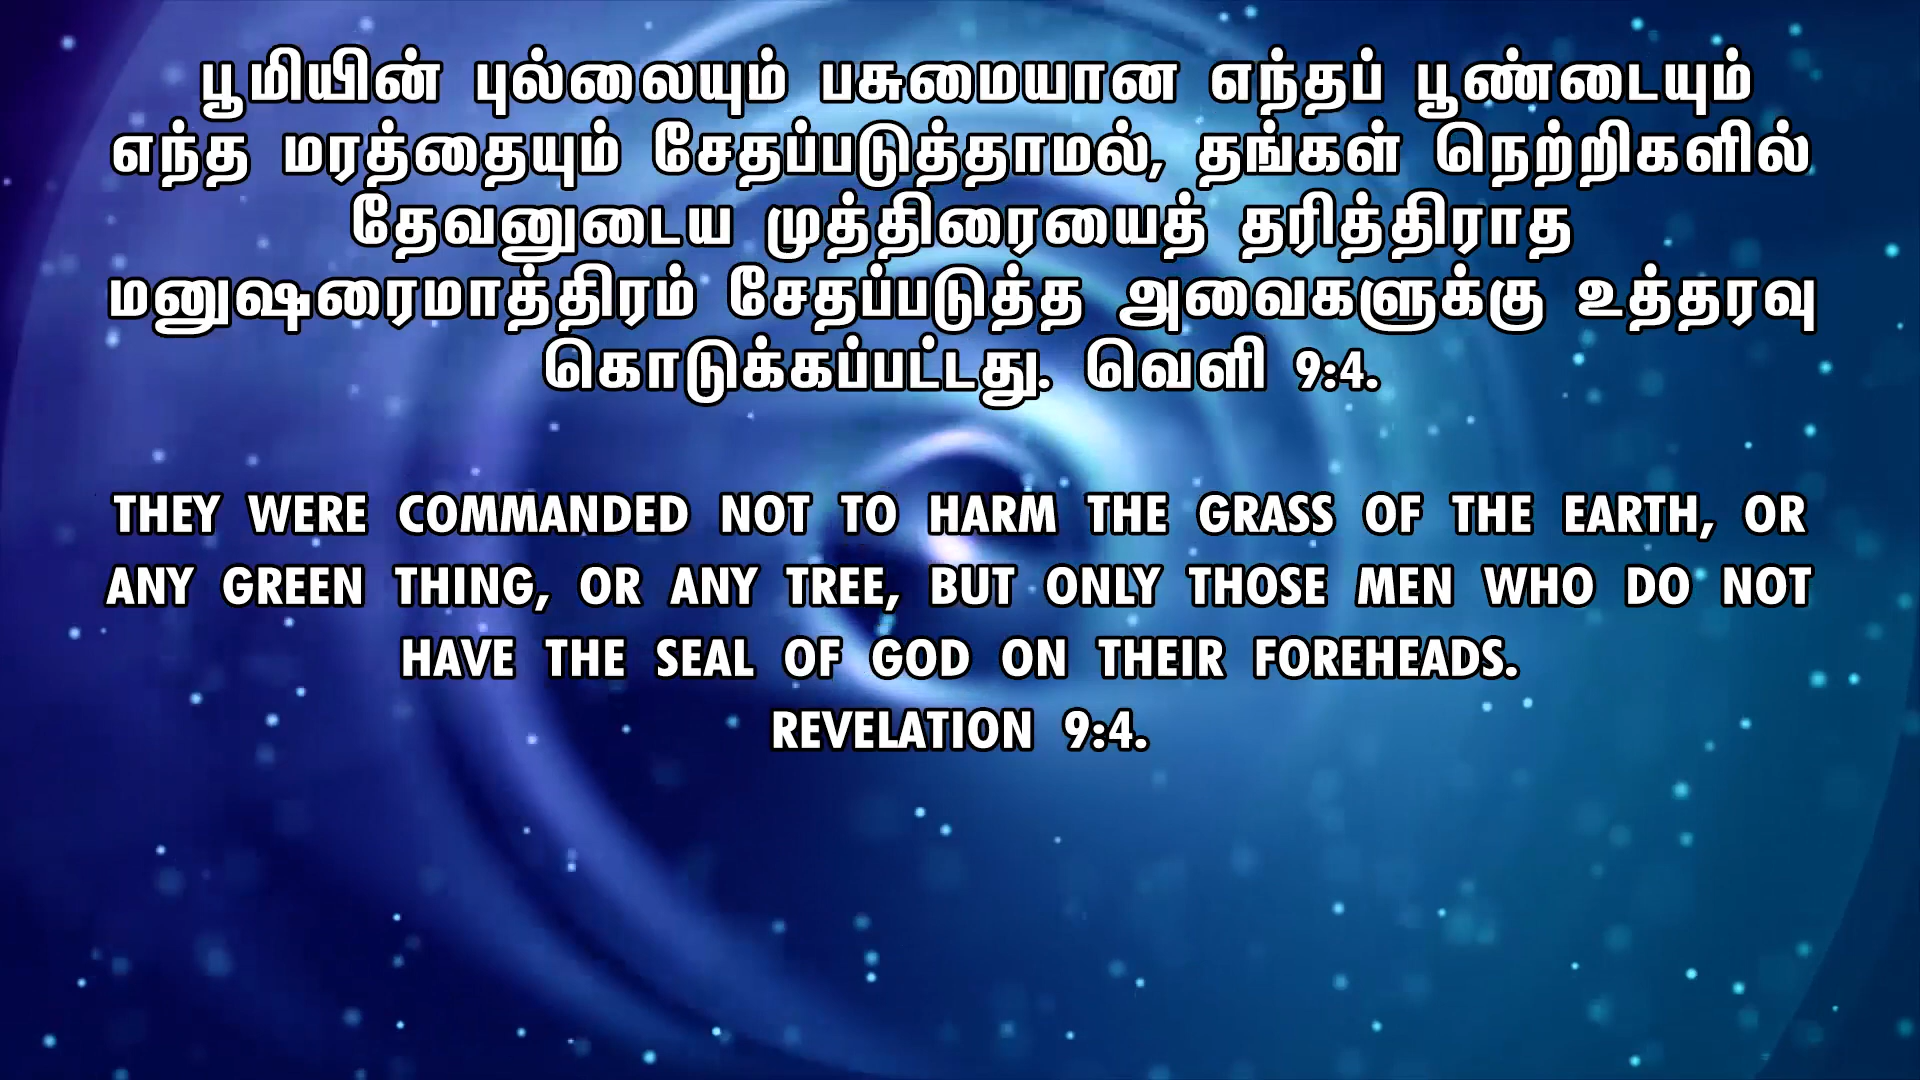 பூமியின் புல்லையும் பசுமையான எந்தப் பூண்டையும்
எந்த மரத்தையும் சேதப்படுத்தாமல், தங்கள் நெற்றிகளில்
தேவனுடைய முத்திரையைத் தரித்திராத
மனுஷரைமாத்திரம் சேதப்படுத்த அவைகளுக்கு உத்தரவு
கொடுக்கப்பட்டது. வெளி 9:4.
THEY WERE COMMANDED NOT TO HARM THE GRASS OF THE EARTH, OR
ANY GREEN THING, OR ANY TREE, BUT ONLY THOSE MEN WHO DO NOT
HAVE THE SEAL OF GOD ON THEIR FOREHEADS.
REVELATION 9:4.